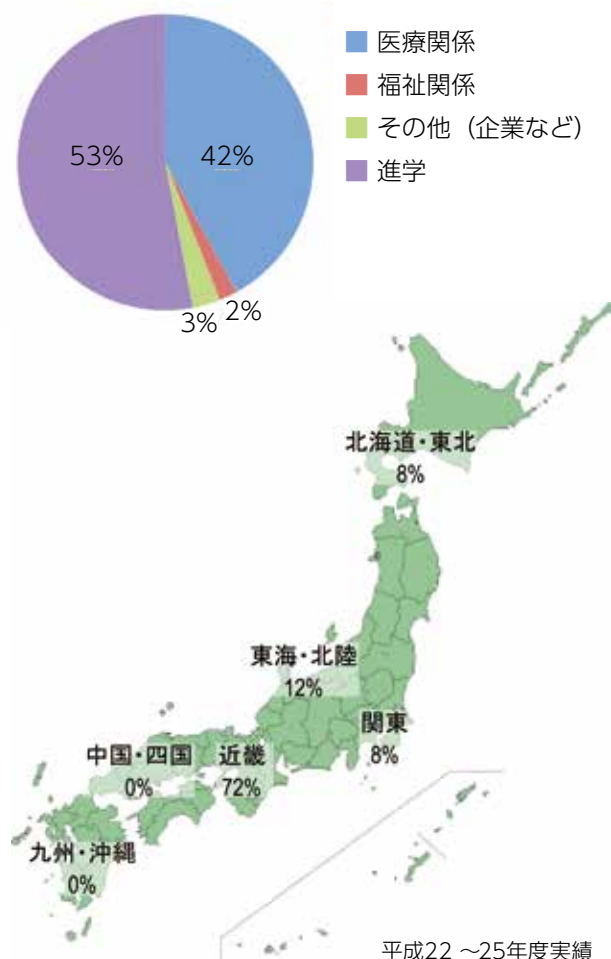 医療関係
福祉関係
その他（企業など）
進学
53%
42%
3%
2%
北海道・東北
8%
東海・北陸
12%
関東
8%
中国・四国
0%
近畿
72%
九州・沖縄
0%
平成22 ～25年度実績